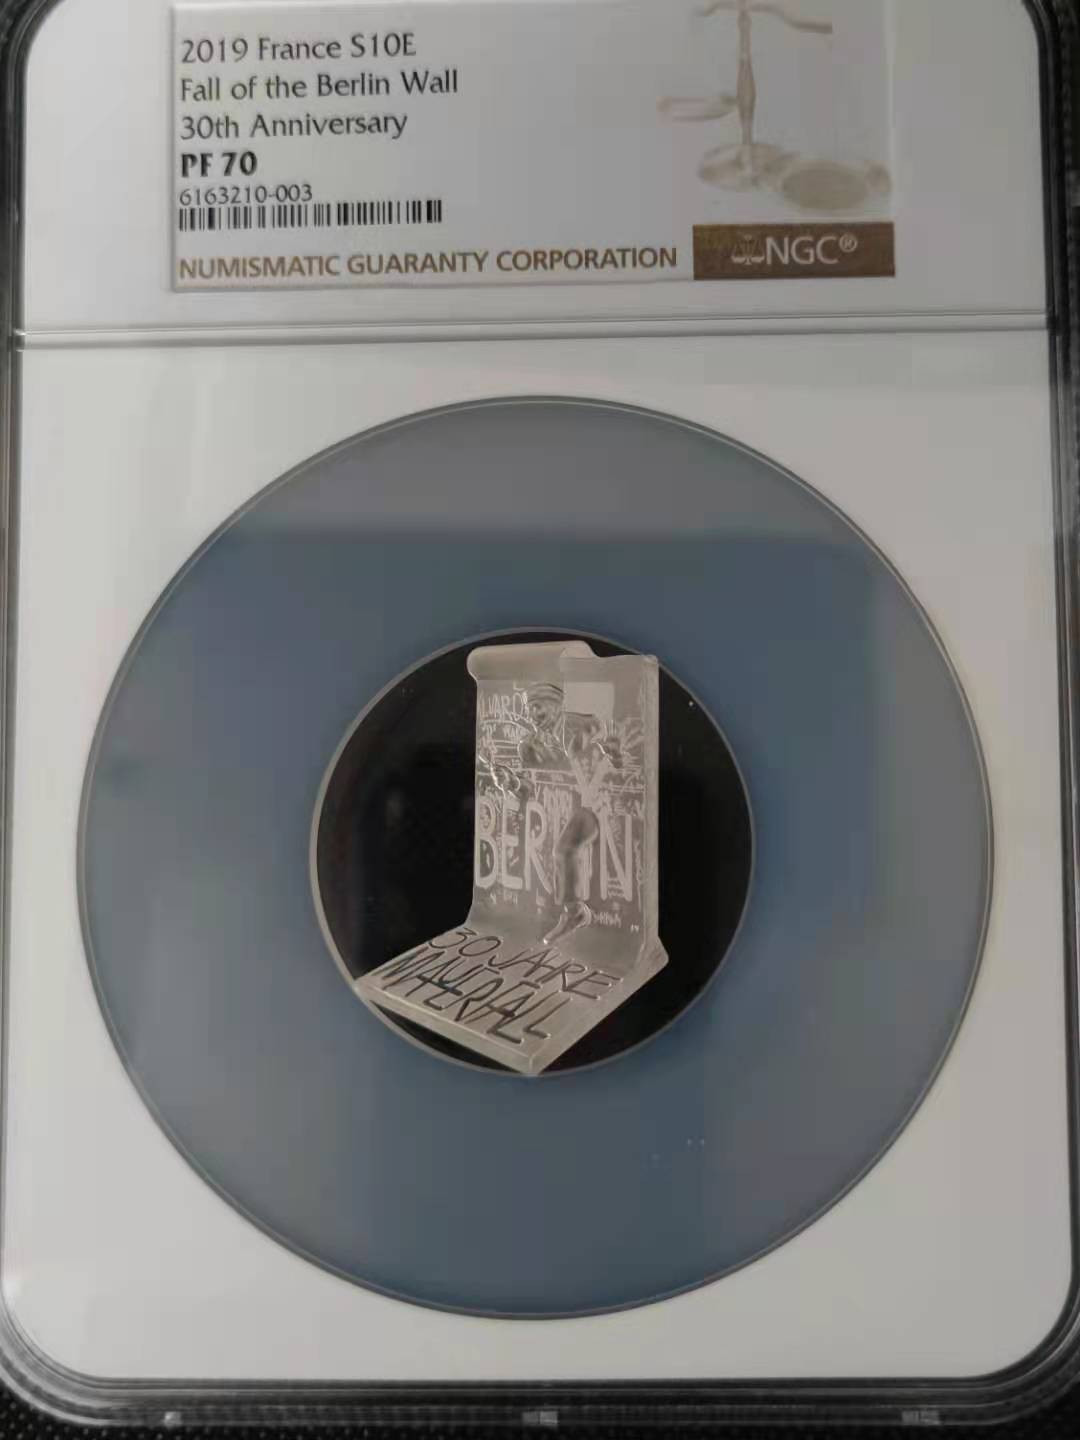 2019 France S10E
Fall of the Berlin Wall
30th Anniversary
PF 70
6163210-003
NUMISMATIC GUARANTY CORPORATION
NGC®
BERLIN
30 JAHRE
MAUERFALL